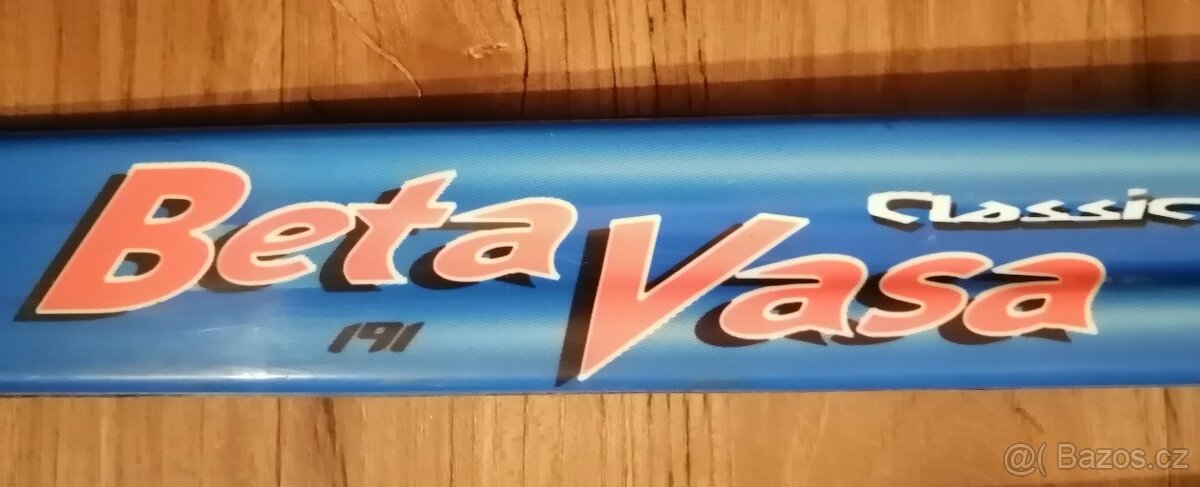 Beta Vasa
Classic
191
@( Bazos.cz